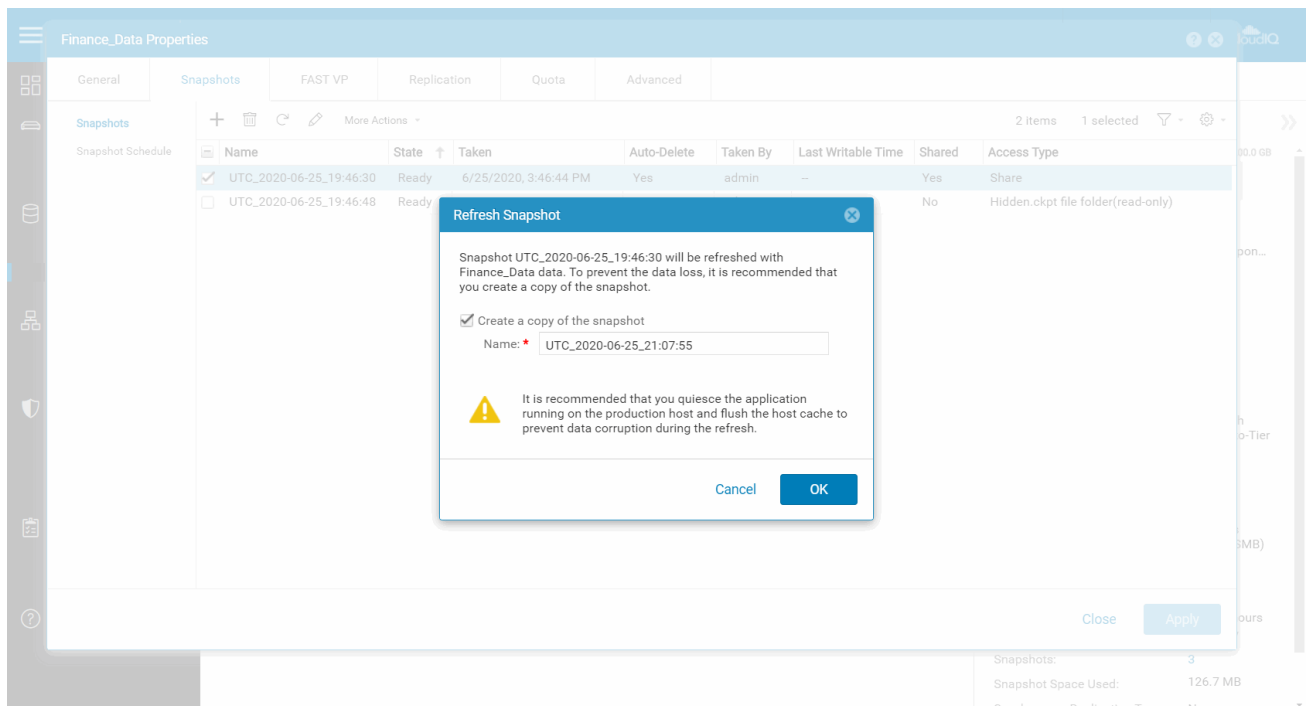 Finance_Data Properties
loudIQ
General Snapshots FAST VP Replication Quota Advanced
Snapshots
Snapshot Schedule
More Actions
2 items 1 selected
Name State Taken Auto-Delete Taken By Last Writable Time Shared Access Type
UTC_2020-06-25_19:46:30 Ready 6/25/2020, 3:46:44 PM Yes admin -- Yes Share
UTC_2020-06-25_19:46:48 Ready No Hidden.ckpt file folder(read-only)
Refresh Snapshot
Snapshot UTC_2020-06-25_19:46:30 will be refreshed with
Finance_Data data. To prevent the data loss, it is recommended that
you create a copy of the snapshot.
Create a copy of the snapshot
Name: * UTC_2020-06-25_21:07:55
It is recommended that you quiesce the application
running on the production host and flush the host cache to
prevent data corruption during the refresh.
Cancel OK
pon...
o-Tier
Close Apply
ours
Snapshots: 3
Snapshot Space Used: 126.7 MB